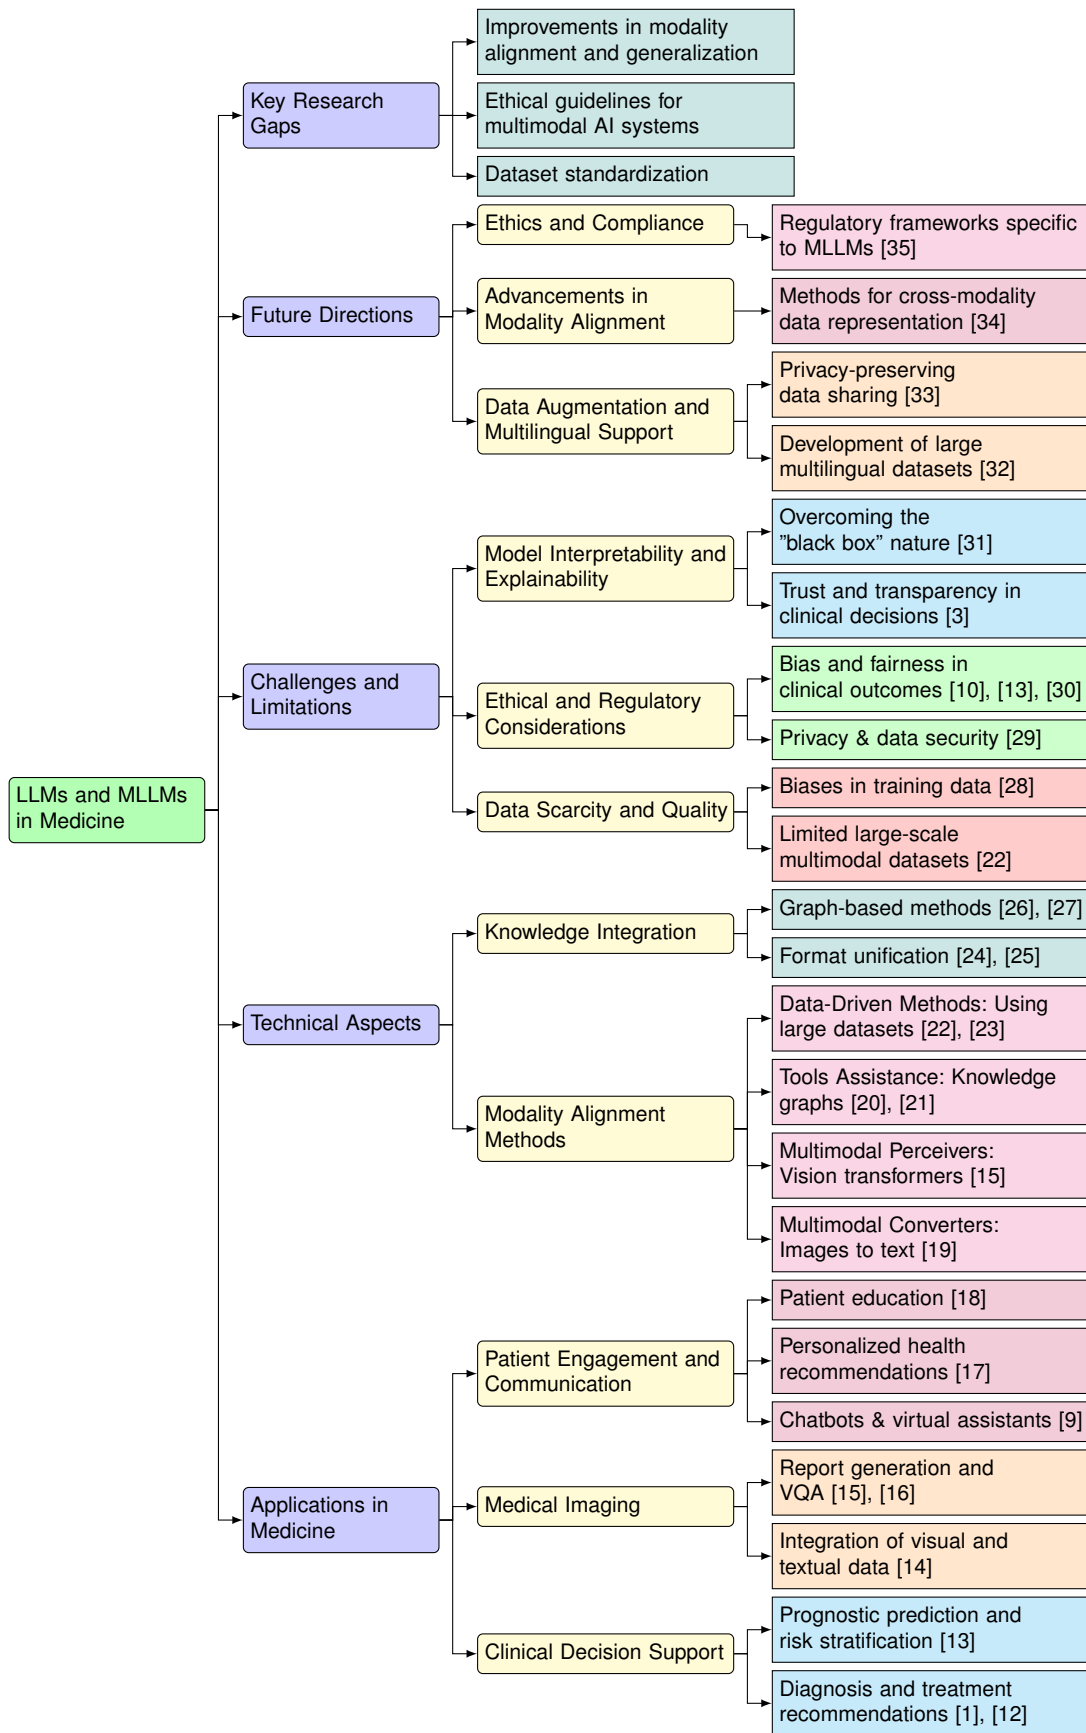 Improvements in modality
alignment and generalization
Key Research
Gaps
Ethical guidelines for
multimodal AI systems
Dataset standardization
Ethics and Compliance
Regulatory frameworks specific
to MLLMs [35]
Future Directions
Advancements in
Modality Alignment
Methods for cross-modality
data representation [34]
Data Augmentation and
Multilingual Support
Privacy-preserving
data sharing [33]
Development of large
multilingual datasets [32]
Model Interpretability and
Explainability
Overcoming the
”black box” nature [31]
Trust and transparency in
clinical decisions [3]
Challenges and
Limitations
Ethical and Regulatory
Considerations
Bias and fairness in
clinical outcomes [10], [13], [30]
Privacy & data security [29]
LLMs and MLLMs
in Medicine
Data Scarcity and Quality
Biases in training data [28]
Limited large-scale
multimodal datasets [22]
Knowledge Integration
Graph-based methods [26], [27]
Format unification [24], [25]
Technical Aspects
Modality Alignment
Methods
Data-Driven Methods: Using
large datasets [22], [23]
Tools Assistance: Knowledge
graphs [20], [21]
Multimodal Perceivers:
Vision transformers [15]
Multimodal Converters:
Images to text [19]
Patient Engagement and
Communication
Patient education [18]
Personalized health
recommendations [17]
Chatbots & virtual assistants [9]
Applications in
Medicine
Medical Imaging
Report generation and
VQA [15], [16]
Integration of visual and
textual data [14]
Clinical Decision Support
Prognostic prediction and
risk stratification [13]
Diagnosis and treatment
recommendations [1], [12]